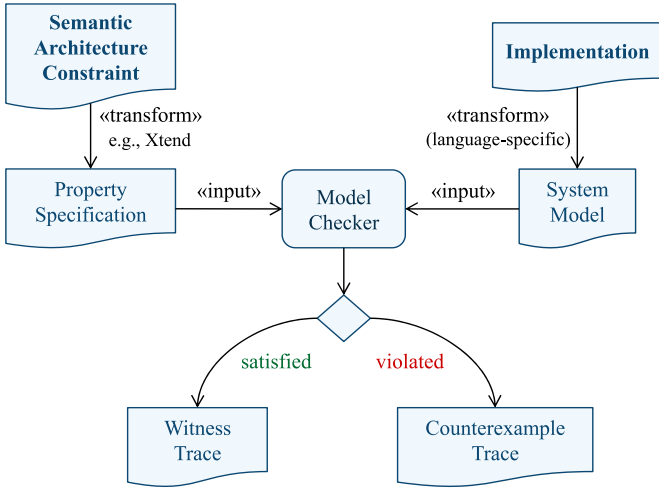 Semantic
Architecture
Constraint
Implementation
«transform»
e.g., Xtend
«transform»
(language-specific)
Property
Specification
«input»
Model
Checker
«input»
System
Model
satisfied
violated
Witness
Trace
Counterexample
Trace